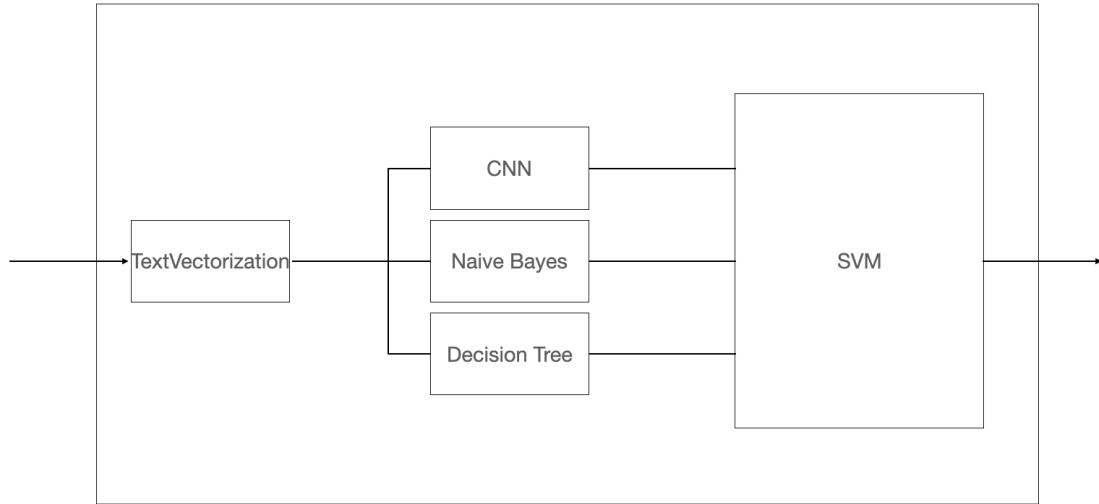 CNN
TextVectorization
Naive Bayes
SVM
Decision Tree